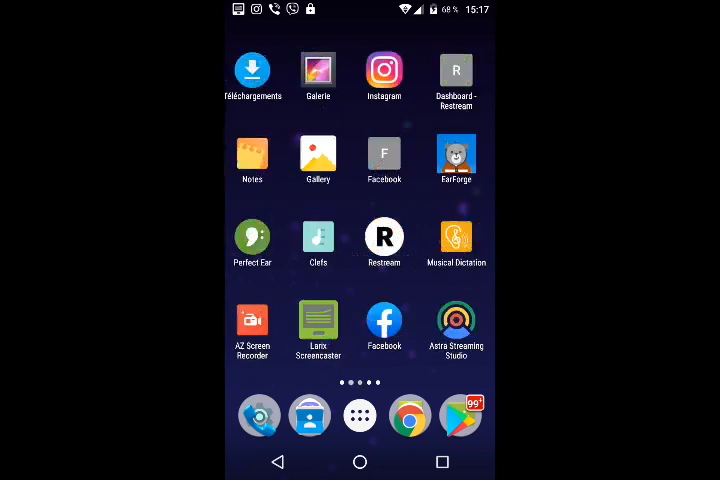 68 % 15:17
Téléchargements Galerie Instagram Dashboard -
Restream
R
Notes Gallery Facebook EarForge
F
Perfect Ear Clefs Restream Musical Dictation
R
AZ Screen Larix Facebook Astra Streaming
Recorder Screencaster Studio
99+